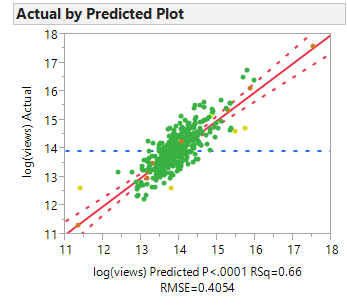 Actual by Predicted Plot
18
17
16
15
14
13
12
11
log(views) Actual
11 12 13 14 15 16 17 18
log(views) Predicted P<.0001 RSq=0.66
RMSE=0.4054